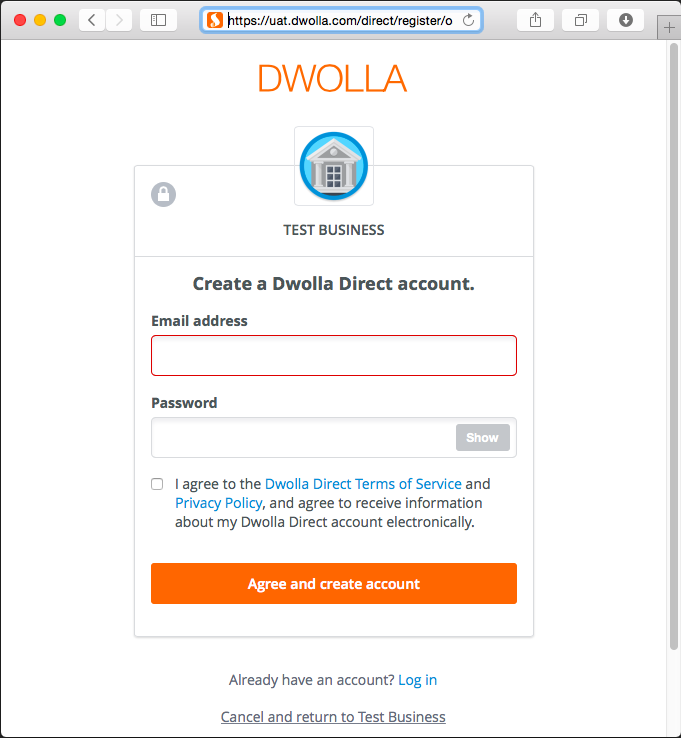 https://uat.dwolla.com/direct/register/o
DWOLLA
TEST BUSINESS
Create a Dwolla Direct account.
Email address
Password
Show
I agree to the Dwolla Direct Terms of Service and
Privacy Policy, and agree to receive information
about my Dwolla Direct account electronically.
Agree and create account
Already have an account? Log in
Cancel and return to Test Business